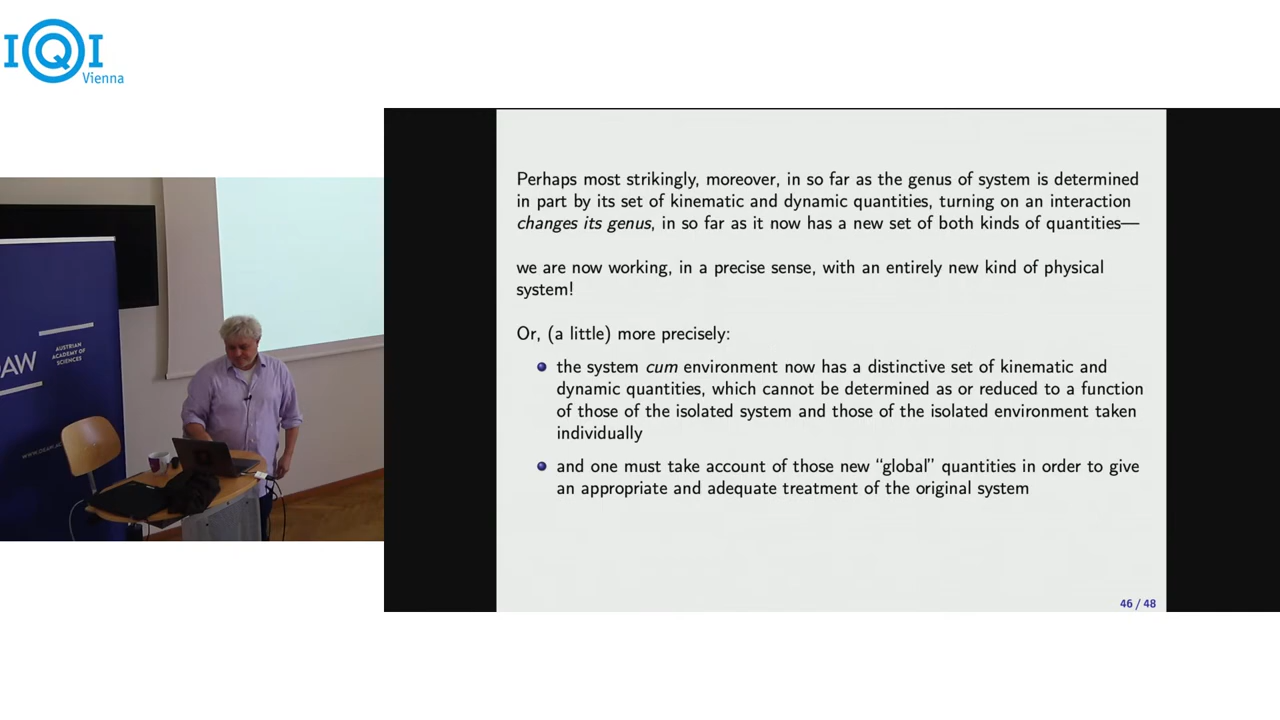 IQI
Vienna
Perhaps most strikingly, moreover, in so far as the genus of system is determined
in part by its set of kinematic and dynamic quantities, turning on an interaction
changes its genus, in so far as it now has a new set of both kinds of quantities—
we are now working, in a precise sense, with an entirely new kind of physical
system!
Or, (a little) more precisely:
the system cum environment now has a distinctive set of kinematic and
dynamic quantities, which cannot be determined as or reduced to a function
of those of the isolated system and those of the isolated environment taken
individually
and one must take account of those new “global” quantities in order to give
an appropriate and adequate treatment of the original system
46 / 48
AUSTRIAN
ACADEMY OF
SCIENCES